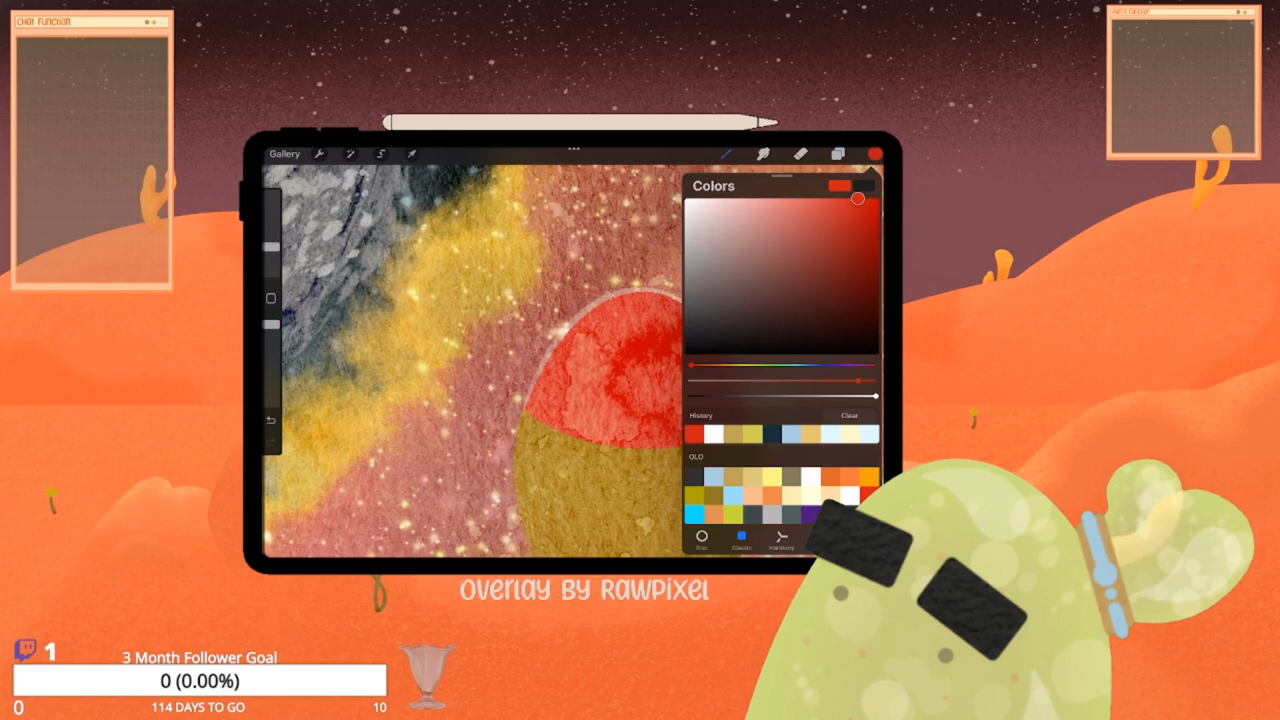 CHAT FUNCTION
Gallery
Colors
History
Clear
OLO
Disc
Classic
Harmony
OVERLAY BY RAWPIXEL
1
3 Month Follower Goal
0 (0.00%)
0
114 DAYS TO GO
10